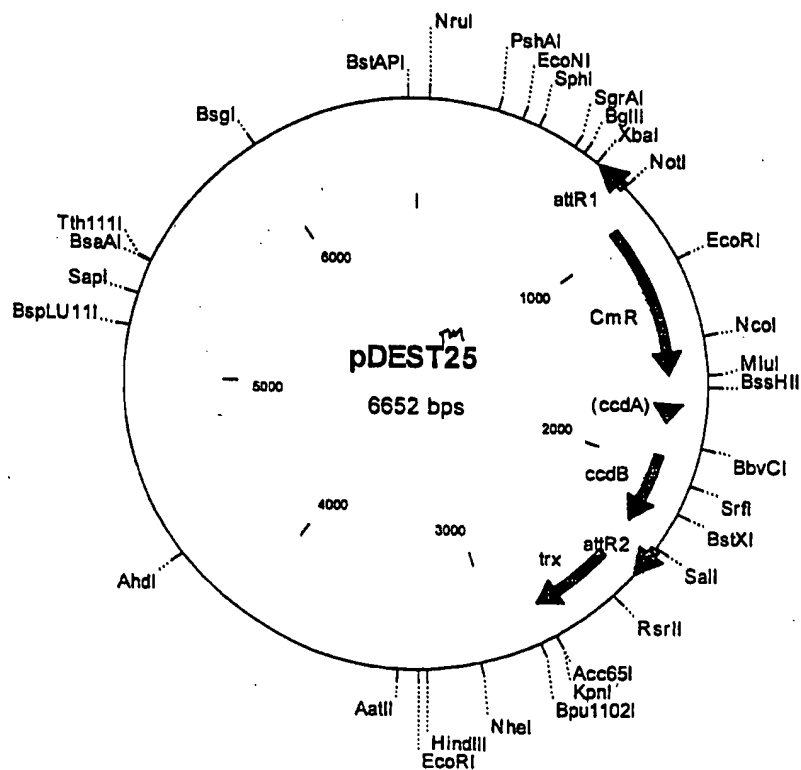 NruI
BstAPI
PshAI
EcoNI
SphI
SgrAI
BglII
XbaI
NotI
BsgI
attR1
EcoRI
Tth111I
BsaAI
SapI
BspLU11I
6000
1000
CmR
NcoI
MluI
BssHII
pDEST™25
6652 bps
5000
(ccdA)
2000
BbvCI
ccdB
SrfI
BstXI
4000
3000
attR2
trx
SalI
AhdI
RsrII
Acc65I
KpnI
Bpu1102I
AatII
NheI
HindIII
EcoRI